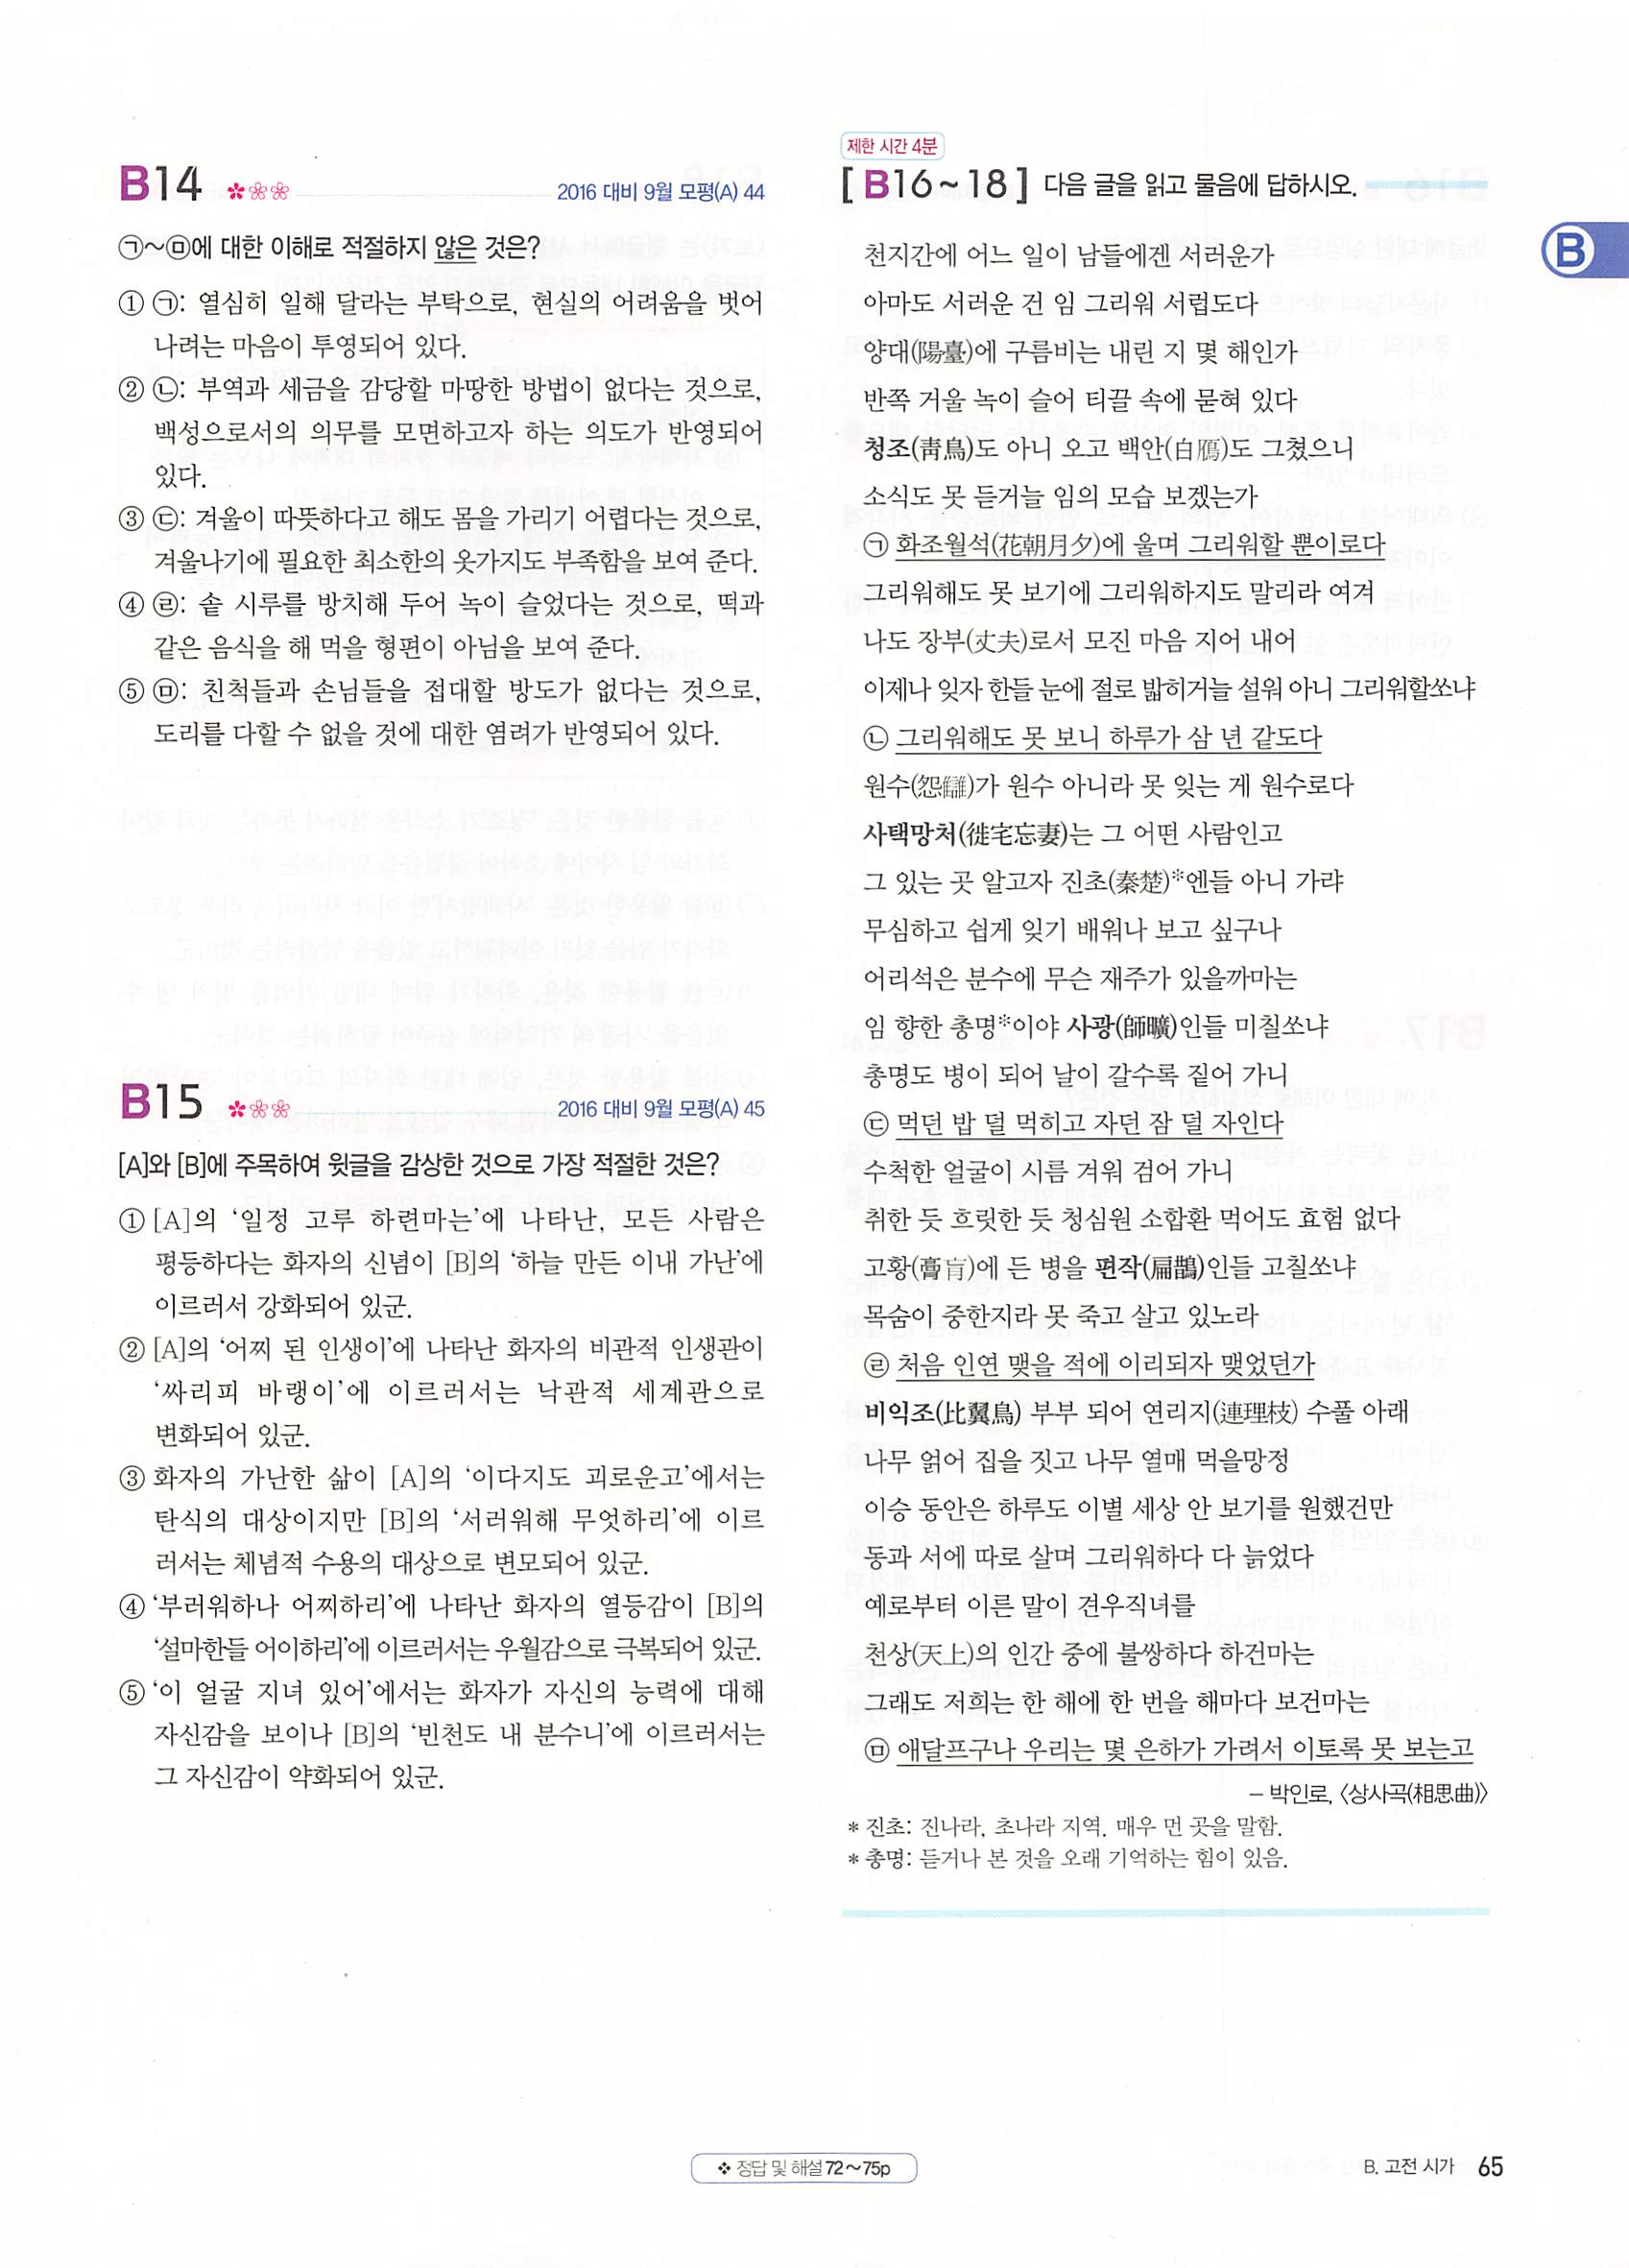 B14
2016 대비 9월 모평(A) 44
㉠~㉤에 대한 이해로 적절하지 않은 것은?
① ㉠: 열심히 일해 달라는 부탁으로, 현실의 어려움을 벗어
나려는 마음이 투영되어 있다.
② ㉡: 부역과 세금을 감당할 마땅한 방법이 없다는 것으로,
백성으로서의 의무를 모면하고자 하는 의도가 반영되어
있다.
③ ㉢: 겨울이 따뜻하다고 해도 몸을 가리기 어렵다는 것으로,
겨울나기에 필요한 최소한의 옷가지도 부족함을 보여 준다.
④ ㉣: 솥 시루를 방치해 두어 녹이 슬었다는 것으로, 떡과
같은 음식을 해 먹을 형편이 아님을 보여 준다.
⑤ ㉤: 친척들과 손님들을 접대할 방도가 없다는 것으로,
도리를 다할 수 없을 것에 대한 염려가 반영되어 있다.
B15
2016 대비 9월 모평(A) 45
[A]와 [B]에 주목하여 윗글을 감상한 것으로 가장 적절한 것은?
① [A]의 ‘일정 고루 하련마는’에 나타난, 모든 사람은
평등하다는 화자의 신념이 [B]의 ‘하늘 만든 이내 가난’에
이르러서 강화되어 있군.
② [A]의 ‘어찌 된 인생이’에 나타난 화자의 비관적 인생관이
‘싸리피 바랭이’에 이르러서는 낙관적 세계관으로
변화되어 있군.
③ 화자의 가난한 삶이 [A]의 ‘이다지도 괴로운고’에서는
탄식의 대상이지만 [B]의 ‘서러워해 무엇하리’에 이르
러서는 체념적 수용의 대상으로 변모되어 있군.
④ ‘부러워하나 어찌하리’에 나타난 화자의 열등감이 [B]의
‘설마한들 어이하리’에 이르러서는 우월감으로 극복되어 있군.
⑤ ‘이 얼굴 지녀 있어’에서는 화자가 자신의 능력에 대해
자신감을 보이나 [B]의 ‘빈천도 내 분수니’에 이르러서는
그 자신감이 약화되어 있군.
제한 시간 4분
[B16~18] 다음 글을 읽고 물음에 답하시오.
B
천지간에 어느 일이 남들에겐 서러운가
아마도 서러운 건 임 그리워 서럽도다
양대(陽臺)에 구름비는 내린 지 몇 해인가
반쪽 거울 녹이 슬어 티끌 속에 묻혀 있다
청조(靑鳥)도 아니 오고 백안(白鴈)도 그쳤으니
소식도 못 듣거늘 임의 모습 보겠는가
㉠ 화조월석(花朝月夕)에 울며 그리워할 뿐이로다
그리워해도 못 보기에 그리워하지도 말리라 여겨
나도 장부(丈夫)로서 모진 마음 지어 내어
이제나 잊자 한들 눈에 절로 밟히거늘 설워 아니 그리워할쏘냐
㉡ 그리워해도 못 보니 하루가 삼 년 같도다
원수(怨讎)가 원수 아니라 못 잊는 게 원수로다
사택망처(徙宅忘妻)는 그 어떤 사람인고
그 있는 곳 알고자 진초(秦楚)*엔들 아니 가랴
무심하고 쉽게 잊기 배워나 보고 싶구나
어리석은 분수에 무슨 재주가 있을까마는
임 향한 총명*이야 사광(師曠)인들 미칠쏘냐
총명도 병이 되어 날이 갈수록 짙어 가니
㉢ 먹던 밥 덜 먹히고 자던 잠 덜 자인다
수척한 얼굴이 시름 겨워 검어 가니
취한 듯 흐릿한 듯 청심원 소합환 먹어도 효험 없다
고황(膏肓)에 든 병을 편작(扁鵲)인들 고칠쏘냐
목숨이 중한지라 못 죽고 살고 있노라
㉣ 처음 인연 맺을 적에 이리되자 맺었던가
비익조(比翼鳥) 부부 되어 연리지(連理枝) 수풀 아래
나무 얽어 집을 짓고 나무 열매 먹을망정
이승 동안은 하루도 이별 세상 안 보기를 원했건만
동과 서에 따로 살며 그리워하다 다 늙었다
예로부터 이른 말이 견우직녀를
천상(天上)의 인간 중에 불쌍하다 하건마는
그래도 저희는 한 해에 한 번을 해마다 보건마는
㉤ 애달프구나 우리는 몇 은하가 가려서 이토록 못 보는고
– 박인로, 〈상사곡(相思曲)〉
* 진초: 진나라, 초나라 지역. 매우 먼 곳을 말함.
* 총명: 듣거나 본 것을 오래 기억하는 힘이 있음.
❖ 정답 및 해설 72~75p
B. 고전 시가 65